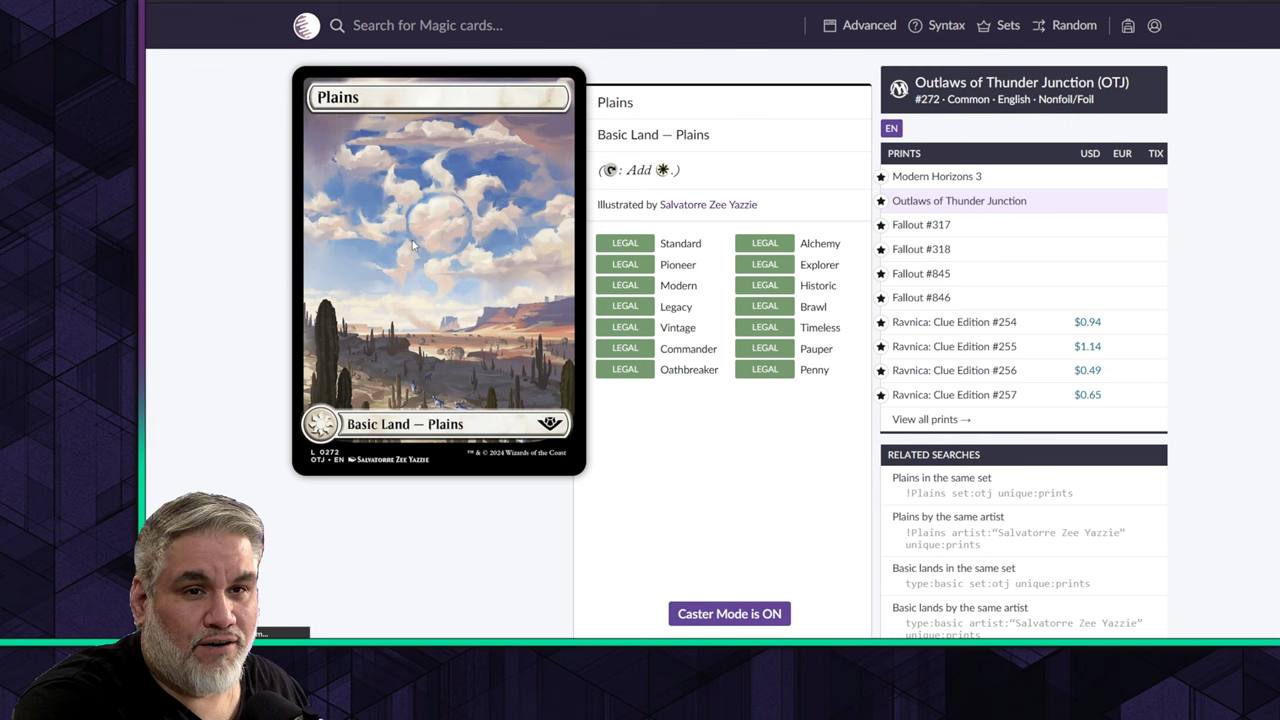 Search for Magic cards...
Advanced
Syntax
Sets
Random
Plains
Basic Land — Plains
L 0272
OTJ • EN SALVATORRE ZEE YAZZIE
™ & © 2024 Wizards of the Coast
Plains
Basic Land — Plains
(: Add .)
Illustrated by Salvatorre Zee Yazzie
LEGAL Standard LEGAL Alchemy
LEGAL Pioneer LEGAL Explorer
LEGAL Modern LEGAL Historic
LEGAL Legacy LEGAL Brawl
LEGAL Vintage LEGAL Timeless
LEGAL Commander LEGAL Pauper
LEGAL Oathbreaker LEGAL Penny
Caster Mode is ON
Outlaws of Thunder Junction (OTJ)
#272 • Common • English • Nonfoil/Foil
EN
PRINTS USD EUR TIX
Modern Horizons 3
Outlaws of Thunder Junction
Fallout #317
Fallout #318
Fallout #845
Fallout #846
Ravnica: Clue Edition #254 $0.94
Ravnica: Clue Edition #255 $1.14
Ravnica: Clue Edition #256 $0.49
Ravnica: Clue Edition #257 $0.65
View all prints →
RELATED SEARCHES
Plains in the same set
!Plains set:otj unique:prints
Plains by the same artist
!Plains artist:“Salvatorre Zee Yazzie”
unique:prints
Basic lands in the same set
type:basic set:otj unique:prints
Basic lands by the same artist
type:basic artist:“Salvatorre Zee Yazzie”
unique:prints